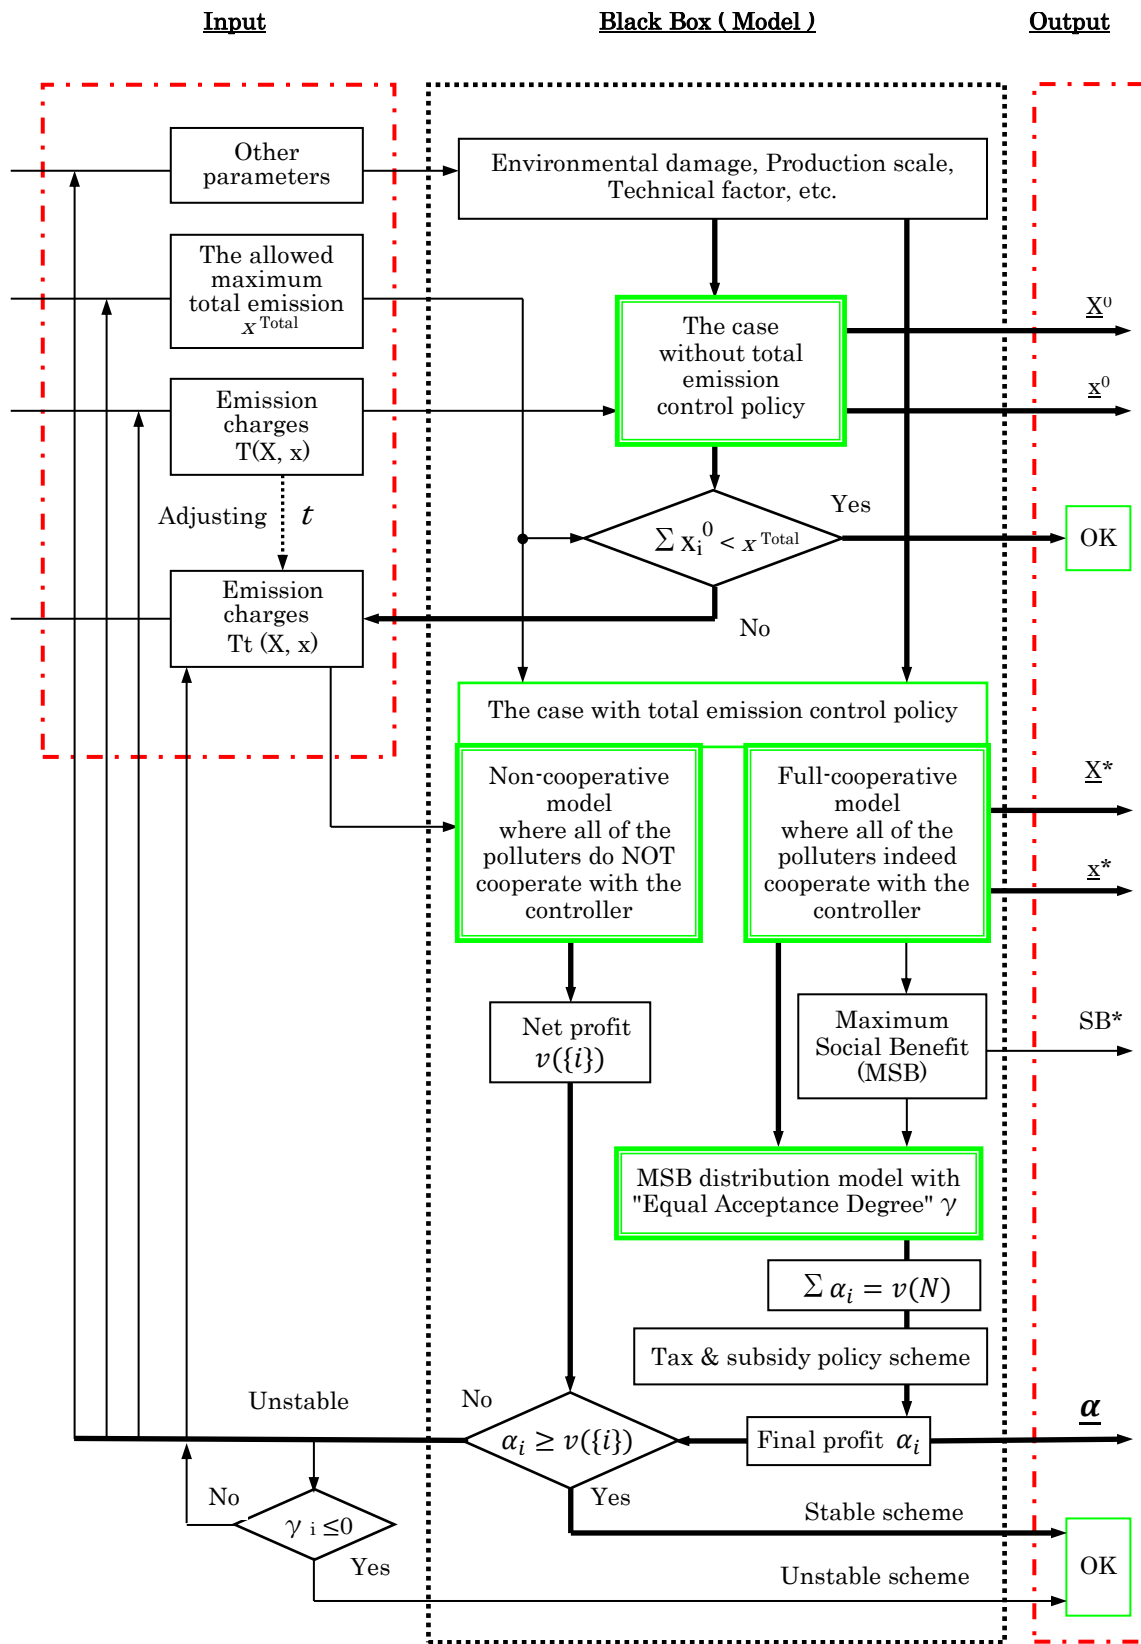 Input
Black Box ( Model )
Output
Other
parameters
Environmental damage, Production scale,
Technical factor, etc.
The allowed
maximum
total emission
x^Total
The case
without total
emission
control policy
X⁰
x⁰
Emission
charges
T(X, x)
Adjusting t
Yes
∑ x_i^0 < x^Total
OK
No
Emission
charges
Tt (X, x)
The case with total emission control policy
Non-cooperative
model
where all of the
polluters do NOT
cooperate with the
controller
Full-cooperative
model
where all of the
polluters indeed
cooperate with the
controller
X*
x*
Net profit
v({i})
Maximum
Social Benefit
(MSB)
SB*
MSB distribution model with
"Equal Acceptance Degree" γ
∑ α_i = v(N)
Tax & subsidy policy scheme
Unstable
No
α_i ≥ v({i})
Final profit α_i
α
Yes
No
γ i ≤0
Yes
Stable scheme
Unstable scheme
OK